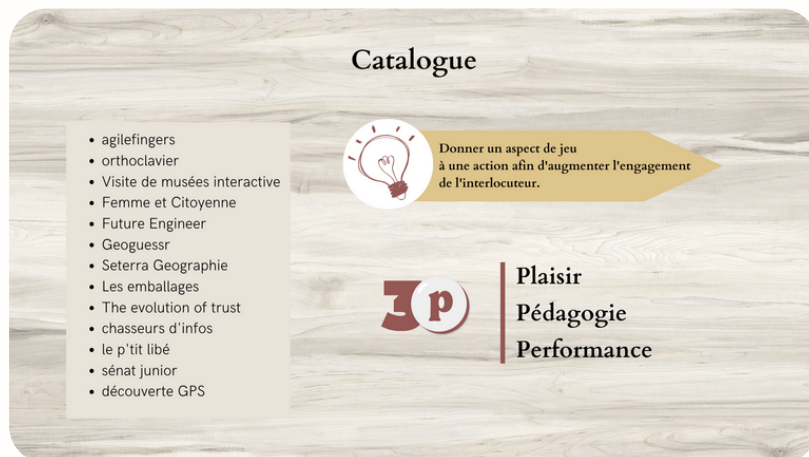 Catalogue
• agilefingers
• orthoclavier
• Visite de musées interactive
• Femme et Citoyenne
• Future Engineer
• Geoguessr
• Seterra Geographie
• Les emballages
• The evolution of trust
• chasseurs d'infos
• le p'tit libé
• sénat junior
• découverte GPS
Donner un aspect de jeu
à une action afin d'augmenter l'engagement
de l'interlocuteur.
3p
Plaisir
Pédagogie
Performance